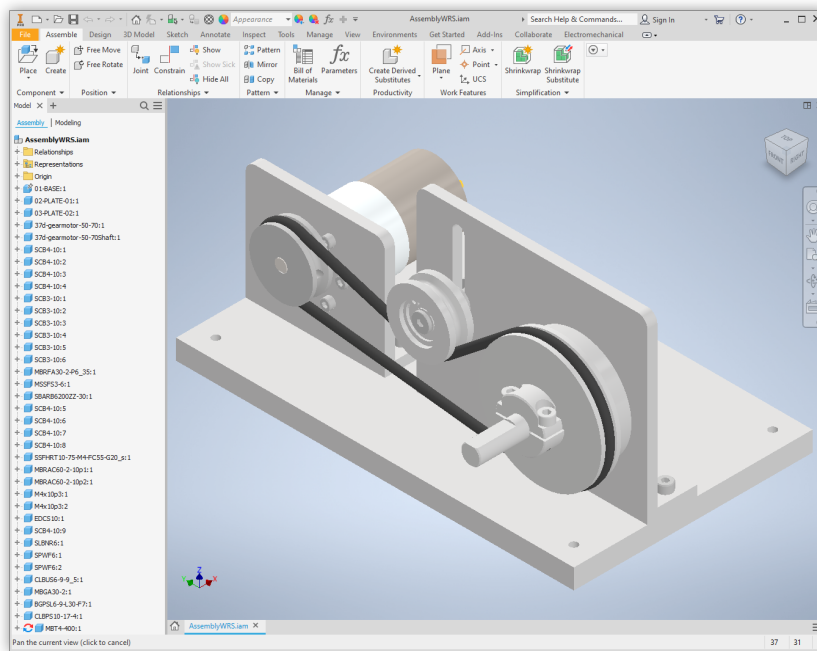 Appearance
AssemblyWRS.iam
Search Help & Commands...
Sign In
File Assemble Design 3D Model Sketch Annotate Inspect Tools Manage View Environments Get Started Add-Ins Collaborate Electromechanical
Place Create Free Move Free Rotate Joint Constrain Show Show Sick Hide All Pattern Mirror Copy Bill of Materials Parameters Create Derived Substitutes Plane Axis Point UCS Shrinkwrap Shrinkwrap Substitute
Component Position Relationships Pattern Manage Productivity Work Features Simplification
Model
Assembly Modeling
AssemblyWRS.iam
Relationships
Representations
Origin
01-BASE:1
02-PLATE-01:1
03-PLATE-02:1
37d-gearmotor-50-70:1
37d-gearmotor-50-70Shaft:1
SCB4-10:1
SCB4-10:2
SCB4-10:3
SCB4-10:4
SCB3-10:1
SCB3-10:2
SCB3-10:3
SCB3-10:4
SCB3-10:5
SCB3-10:6
MBRFA30-2-P6_35:1
MSSFS3-6:1
SBARB6200ZZ-30:1
SCB4-10:5
SCB4-10:6
SCB4-10:7
SCB4-10:8
SSFHRT10-75-M4-FC55-G20_s:1
MBRAC60-2-10p1:1
MBRAC60-2-10p2:1
M4x10p3:1
M4x10p3:2
EDCS10:1
SCB4-10:9
SLBNR6:1
SPWF6:1
SPWF6:2
CLBUS6-9-9_5:1
MBGA30-2:1
BGPSL6-9-L30-F7:1
CLBPS10-17-4:1
MBT4-400:1
TOP
FRONT
RIGHT
Z
Y
X
AssemblyWRS.iam
Pan the current view (click to cancel)
37 31